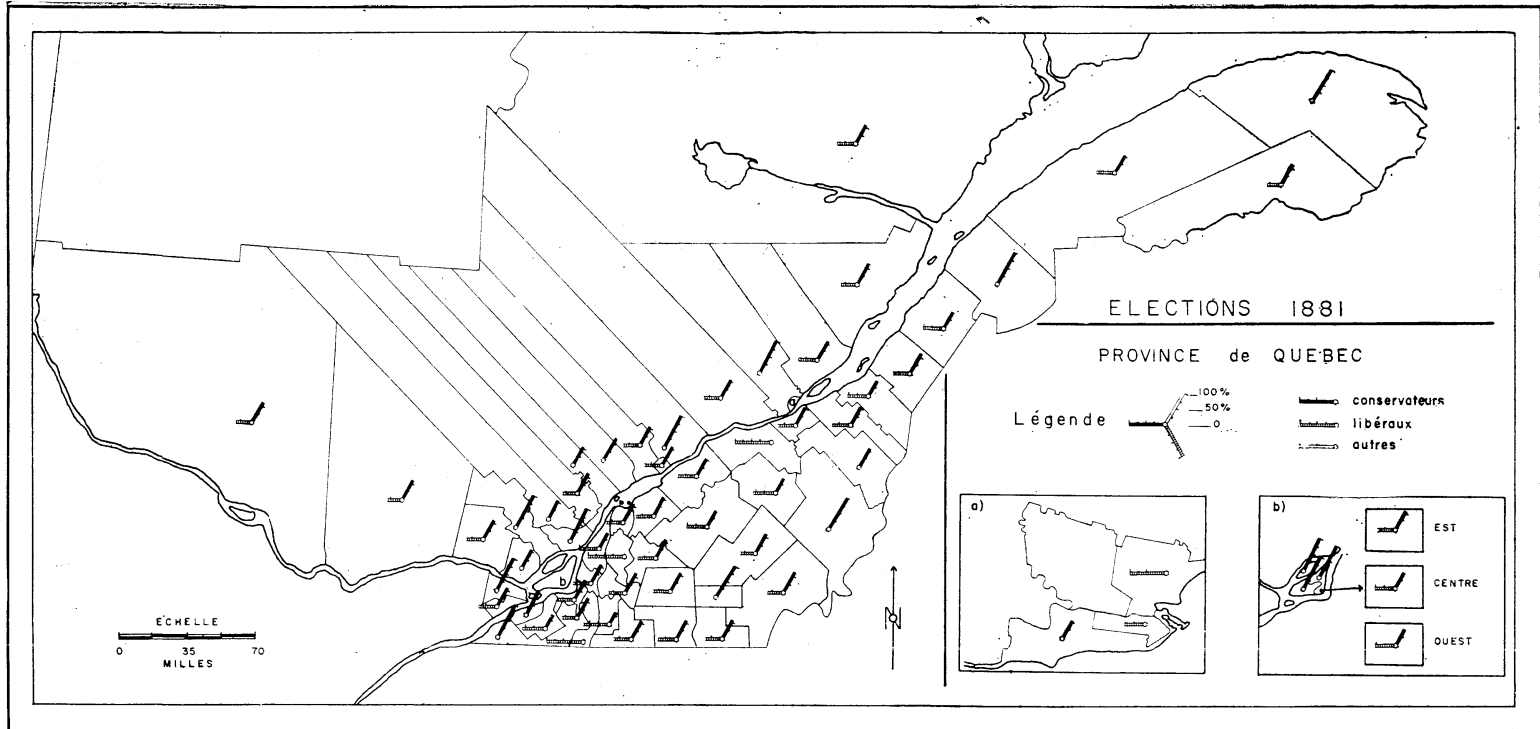 ELECTIONS 1881
PROVINCE de QUEBEC
Légende
100%
50%
0
conservateurs
libéraux
autres
a)
b)
EST
CENTRE
OUEST
a
b
N
ECHELLE
0 35 70
MILLES